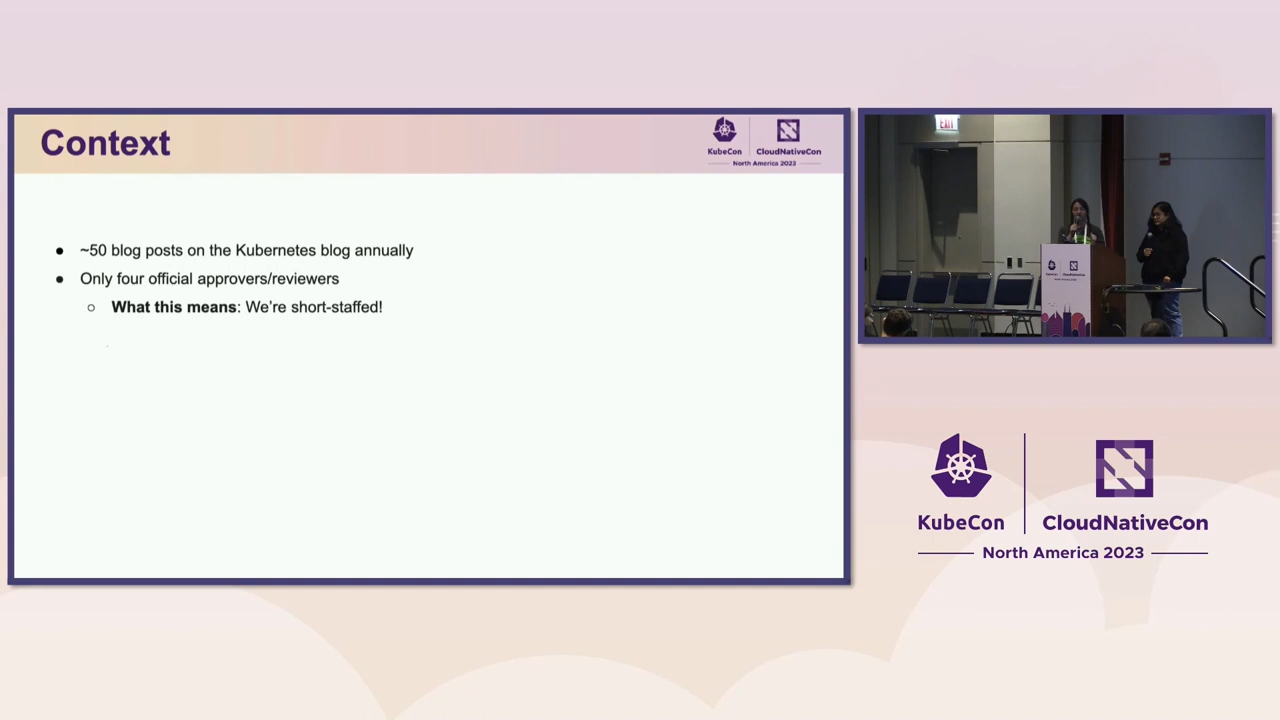 Context
KubeCon
CloudNativeCon
North America 2023
~50 blog posts on the Kubernetes blog annually
Only four official approvers/reviewers
What this means: We're short-staffed!
EXIT
KubeCon
CloudNativeCon
North America 2023